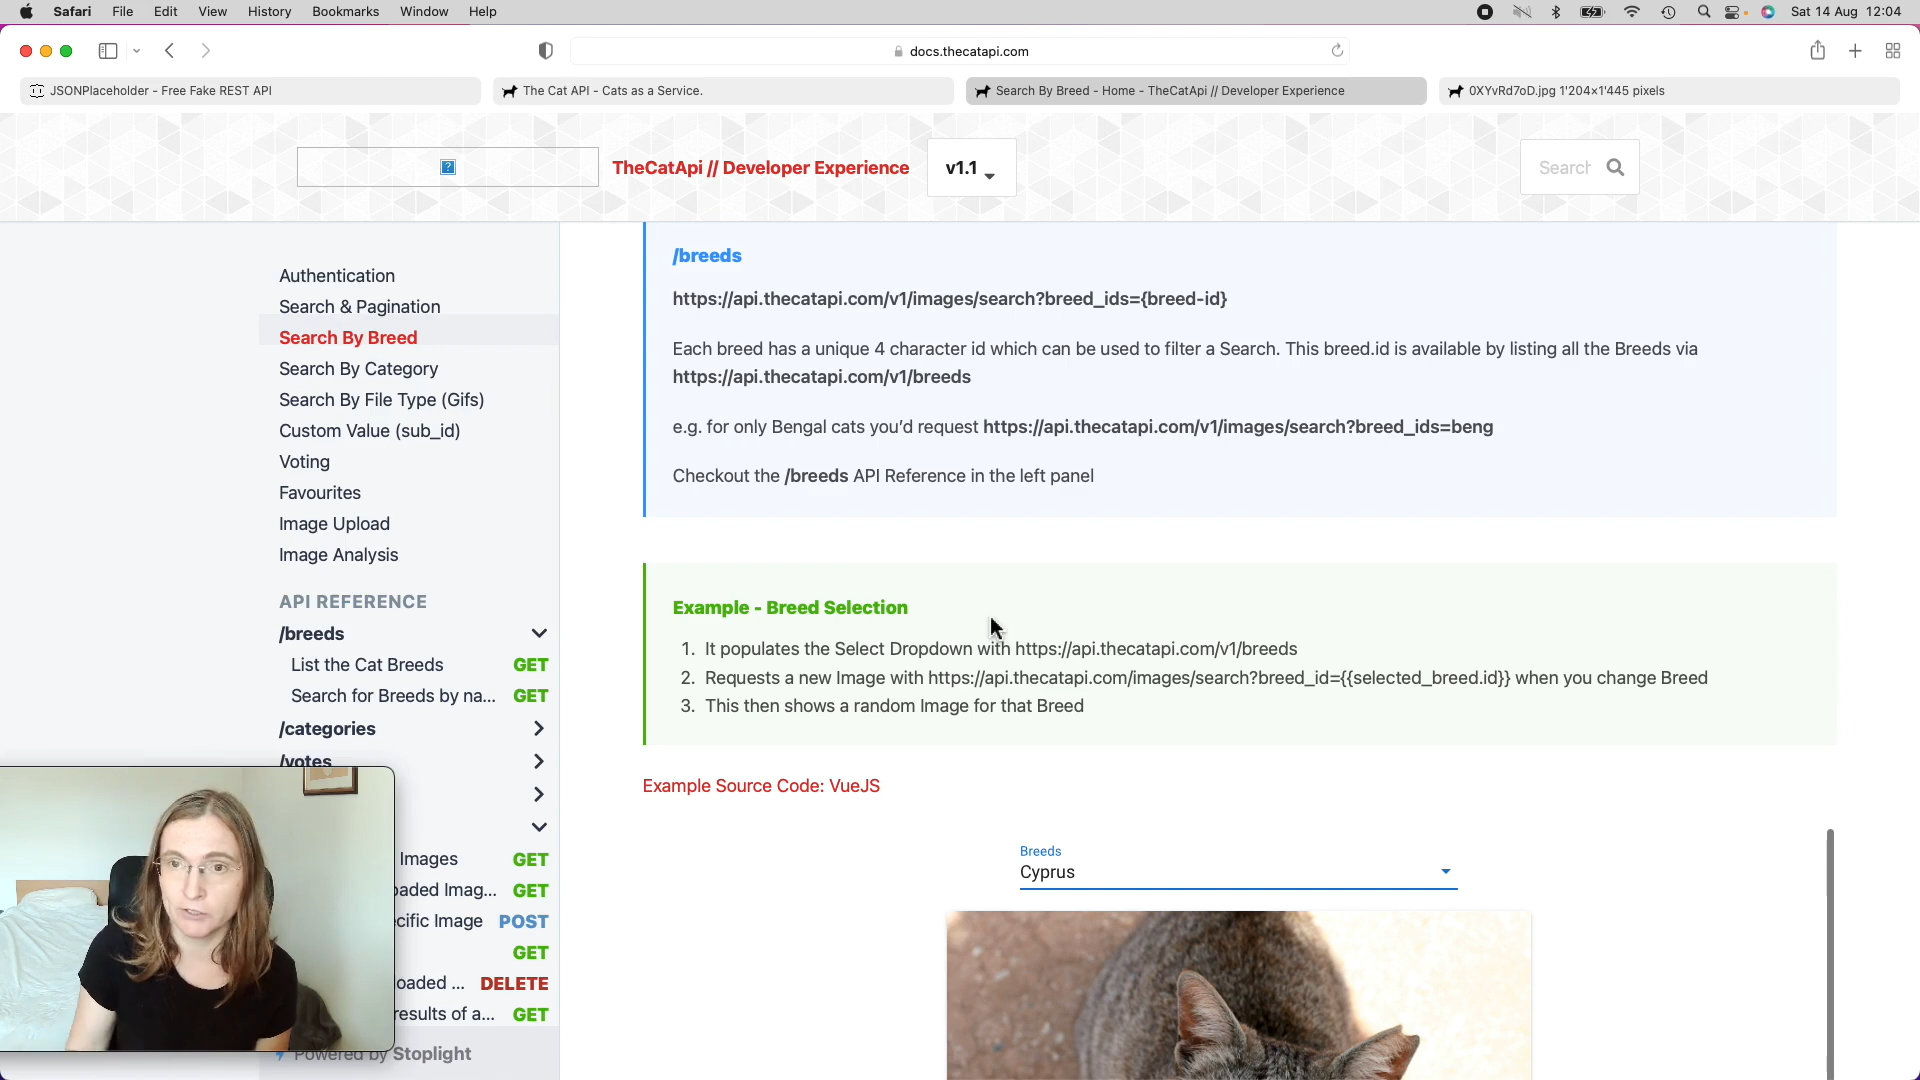 Safari File Edit View History Bookmarks Window Help Sat 14 Aug 12:04
docs.thecatapi.com
JSONPlaceholder - Free Fake REST API
The Cat API - Cats as a Service.
Search By Breed - Home - TheCatApi // Developer Experience
0XYvRd7oD.jpg 1'204×1'445 pixels
TheCatApi // Developer Experience
v1.1
Search
Authentication
Search & Pagination
Search By Breed
Search By Category
Search By File Type (Gifs)
Custom Value (sub_id)
Voting
Favourites
Image Upload
Image Analysis
API REFERENCE
/breeds
List the Cat Breeds GET
Search for Breeds by na... GET
/categories
/votes
Images GET
oaded Imag... GET
cific Image POST
GET
oaded ... DELETE
results of a... GET
Powered by Stoplight
/breeds
https://api.thecatapi.com/v1/images/search?breed_ids={breed-id}
Each breed has a unique 4 character id which can be used to filter a Search. This breed.id is available by listing all the Breeds via
https://api.thecatapi.com/v1/breeds
e.g. for only Bengal cats you'd request https://api.thecatapi.com/v1/images/search?breed_ids=beng
Checkout the /breeds API Reference in the left panel
Example - Breed Selection
1. It populates the Select Dropdown with https://api.thecatapi.com/v1/breeds
2. Requests a new Image with https://api.thecatapi.com/images/search?breed_id={{selected_breed.id}} when you change Breed
3. This then shows a random Image for that Breed
Example Source Code: VueJS
Breeds
Cyprus